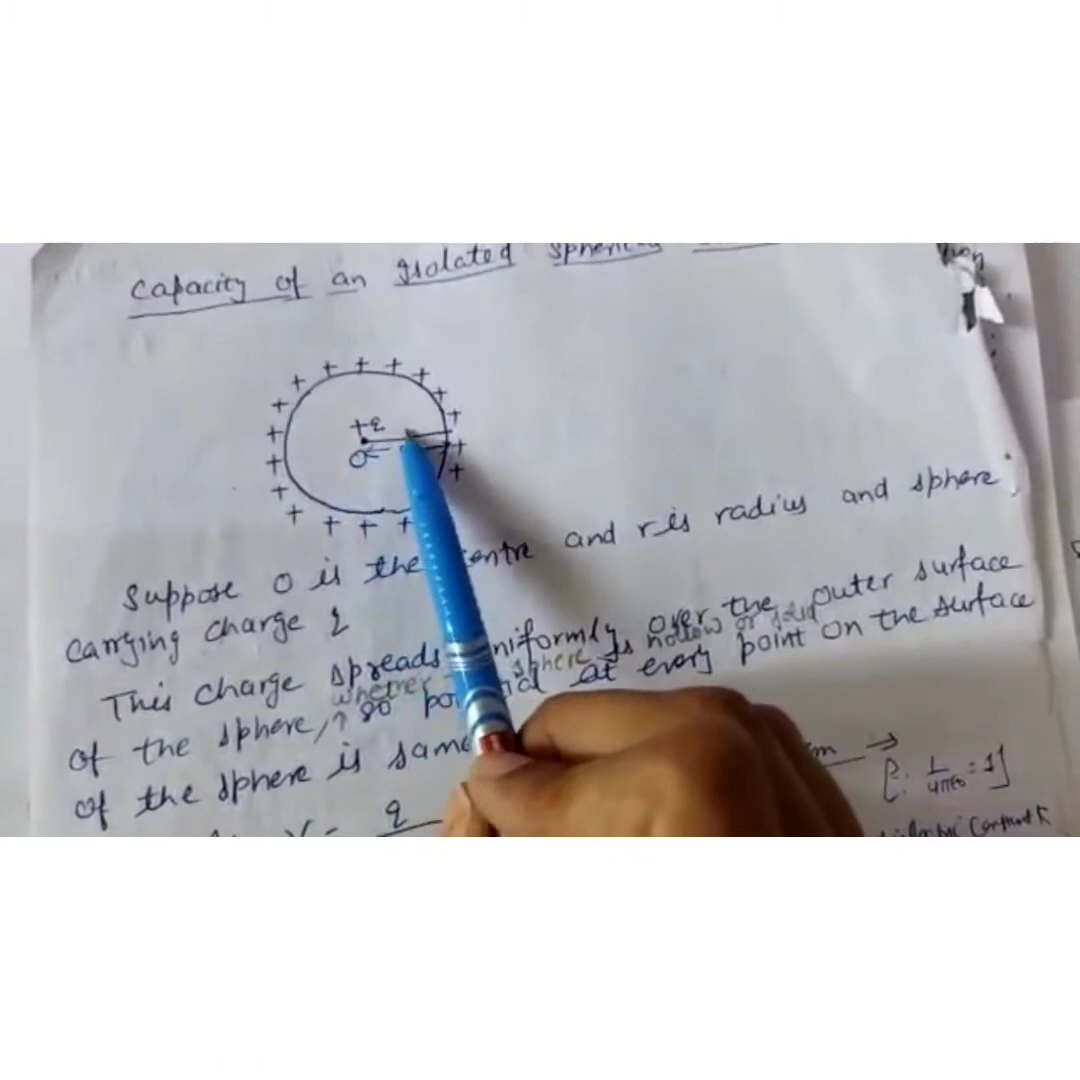 Capacity of an Isolated
+q
O
Suppose O is the centre and r is radius and sphere
carrying charge q
This charge spreads uniformly over the outer surface
whether sphere is hollow or solid
of the sphere, ↑ so potential at every point on the surface
of the sphere is same
V = q
[∵ 1/4πε0 = 1]